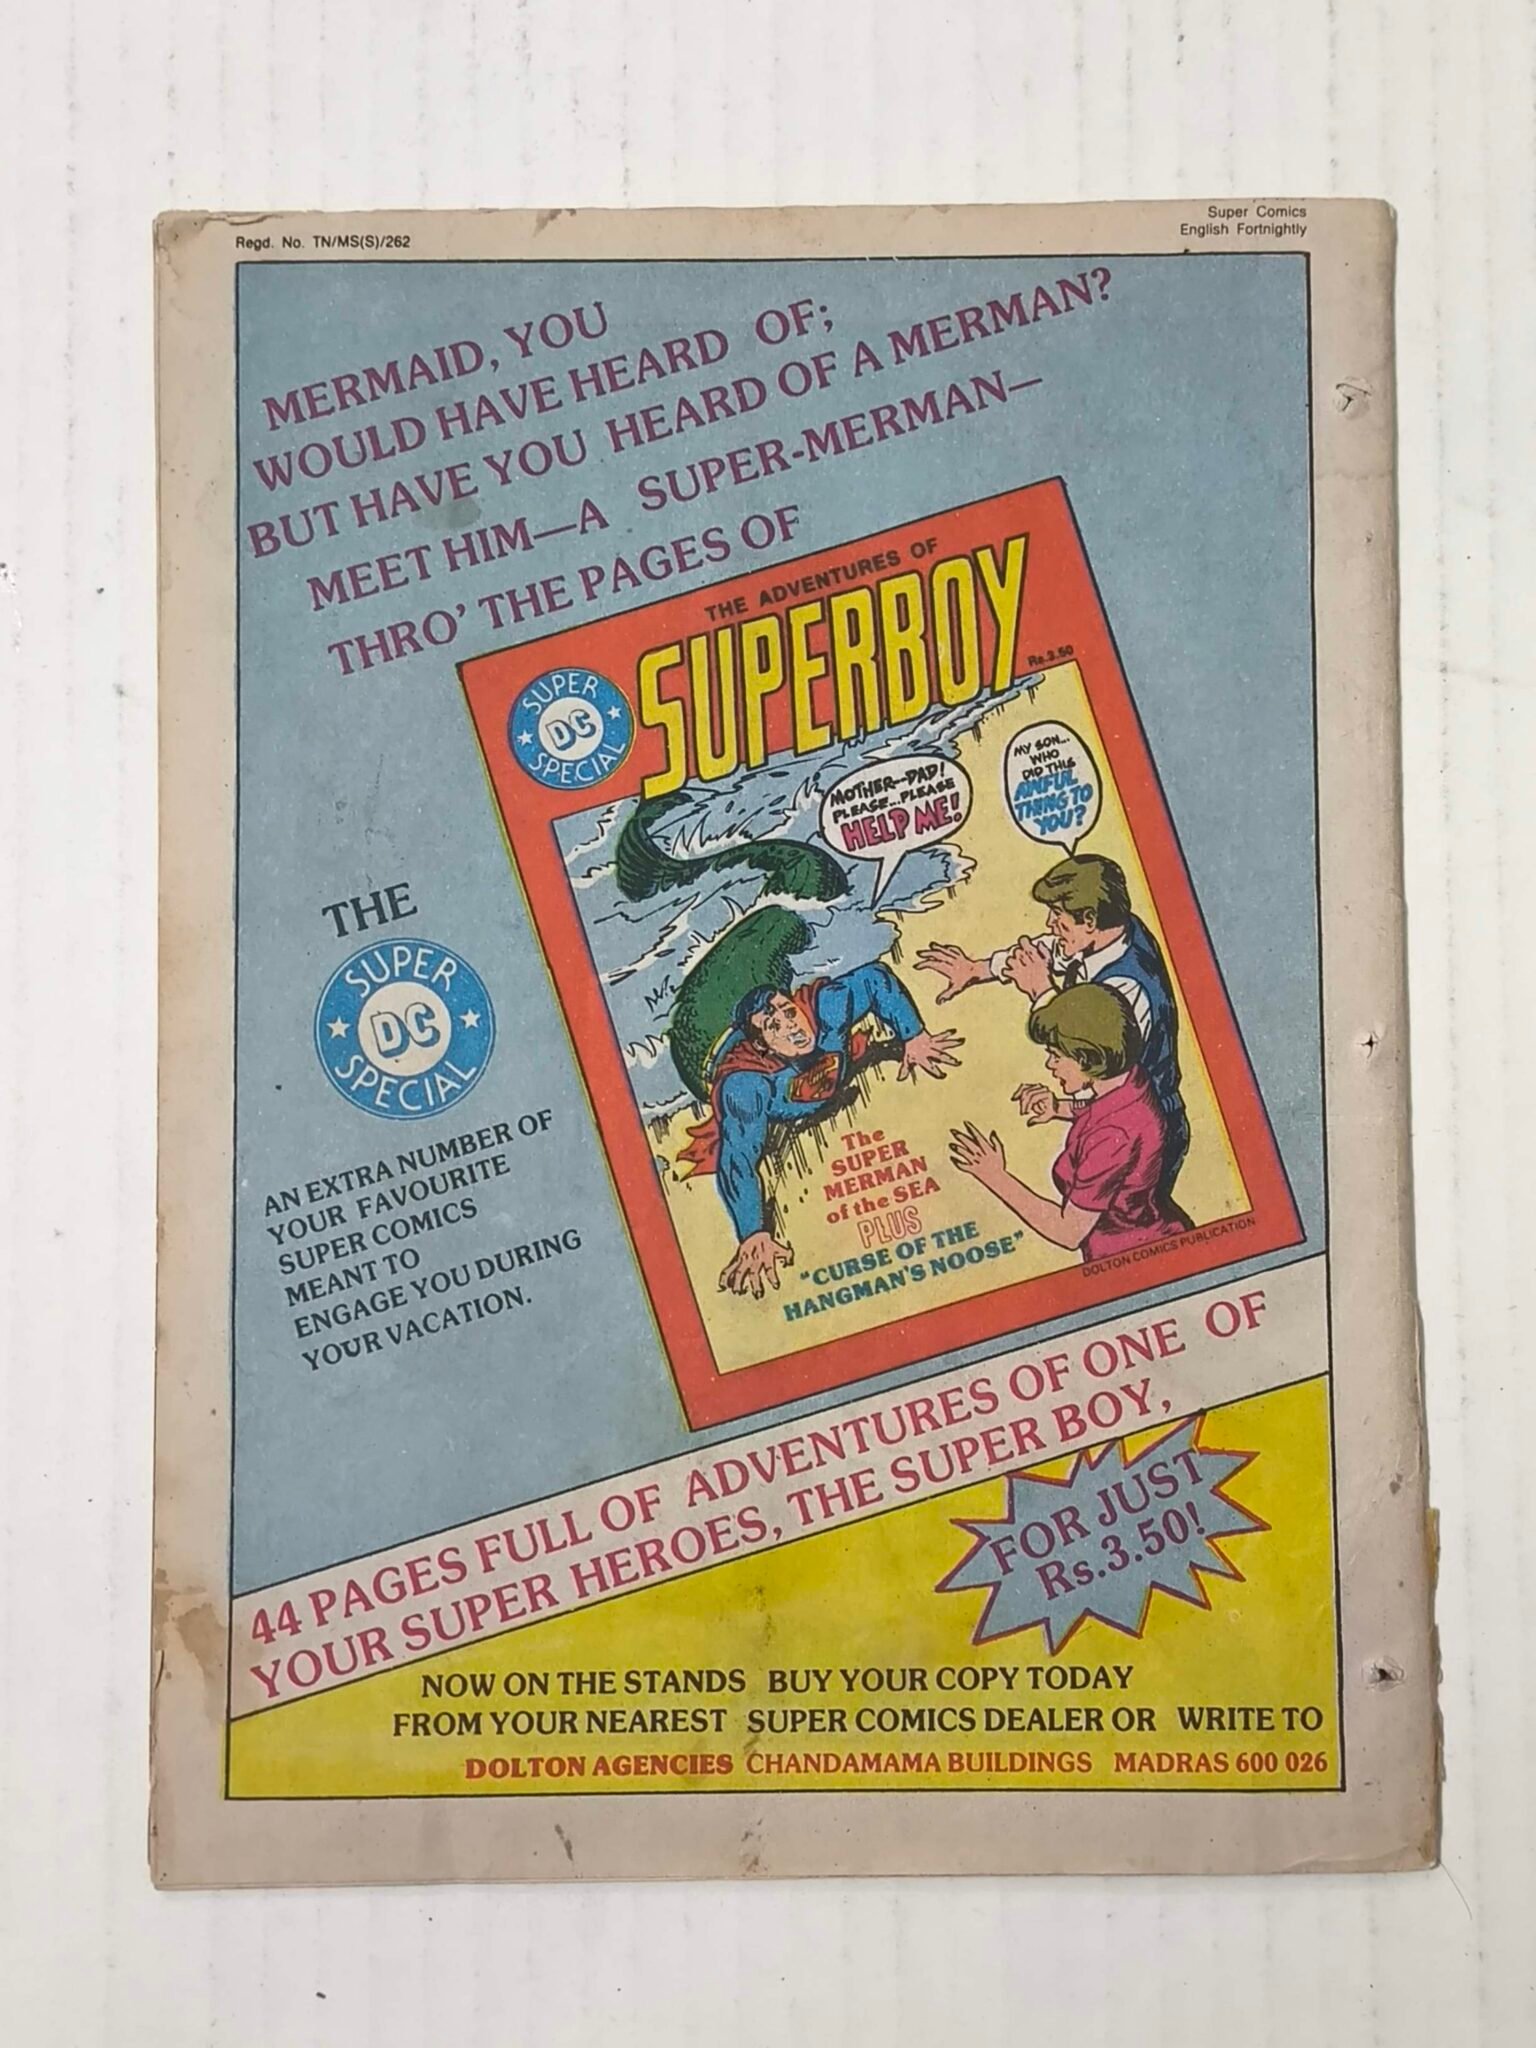 Regd. No. TN/MS(S)/262
Super Comics
English Fortnightly
MERMAID, YOU
WOULD HAVE HEARD OF;
BUT HAVE YOU HEARD OF A MERMAN?
MEET HIM—A SUPER-MERMAN—
THRO' THE PAGES OF
THE ADVENTURES OF
SUPERBOY
Rs.3.50
SUPER
DC
SPECIAL
MOTHER--DAD!
PLEASE...PLEASE
HELP ME!
MY SON...
WHO
DID THIS
AWFUL
THING TO
YOU?
The
SUPER
MERMAN
of the SEA
PLUS
"CURSE OF THE
HANGMAN'S NOOSE"
DOLTON COMICS PUBLICATION
THE
SUPER
DC
SPECIAL
AN EXTRA NUMBER OF
YOUR FAVOURITE
SUPER COMICS
MEANT TO
ENGAGE YOU DURING
YOUR VACATION.
44 PAGES FULL OF ADVENTURES OF ONE OF
YOUR SUPER HEROES, THE SUPER BOY,
FOR JUST
Rs.3.50!
NOW ON THE STANDS BUY YOUR COPY TODAY
FROM YOUR NEAREST SUPER COMICS DEALER OR WRITE TO
DOLTON AGENCIES CHANDAMAMA BUILDINGS MADRAS 600 026